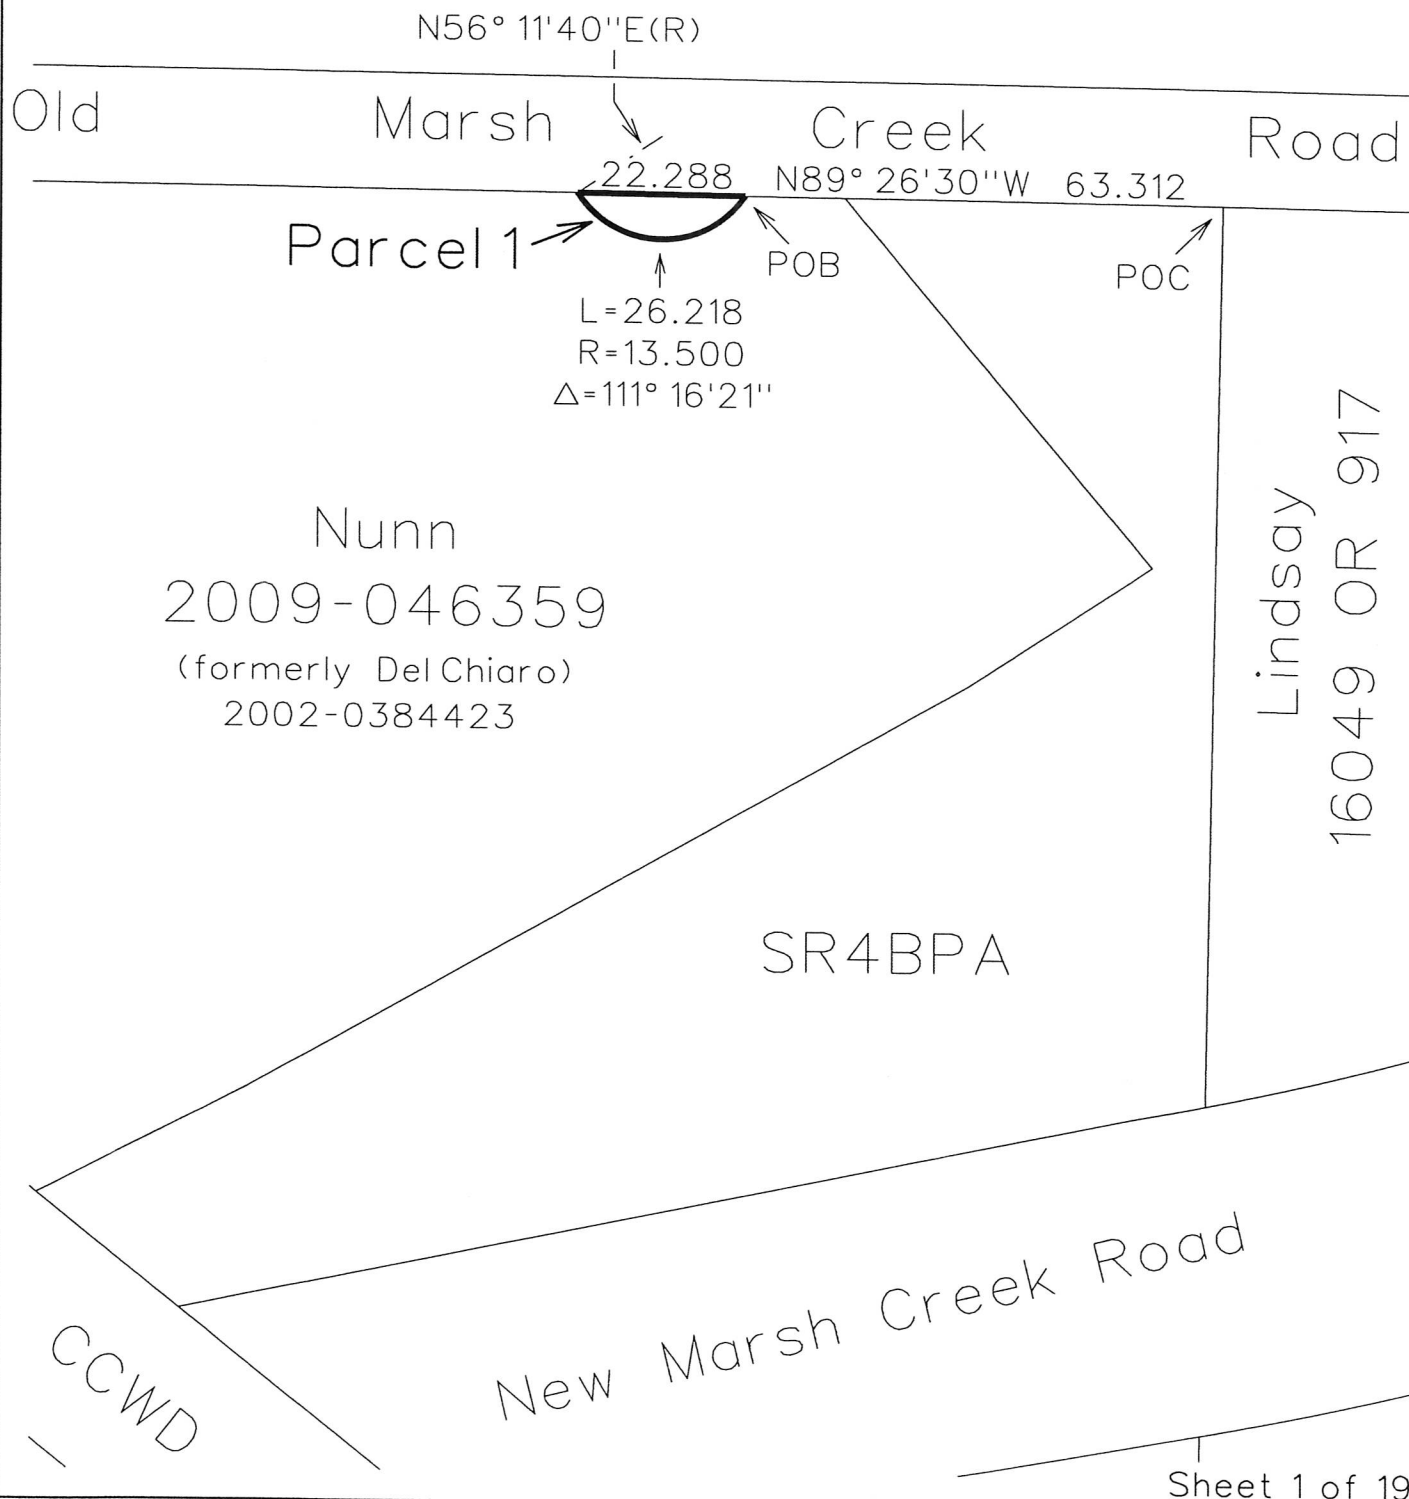 N56° 11'40''E(R)
Old Marsh Creek Road
22.288 N89° 26'30''W 63.312
Parcel 1
POB
POC
L=26.218
R=13.500
△=111° 16'21''
Nunn
2009-046359
(formerly Del Chiaro)
2002-0384423
Lindsay
16049 OR 917
SR4BPA
New Marsh Creek Road
CCWD
Sheet 1 of 19